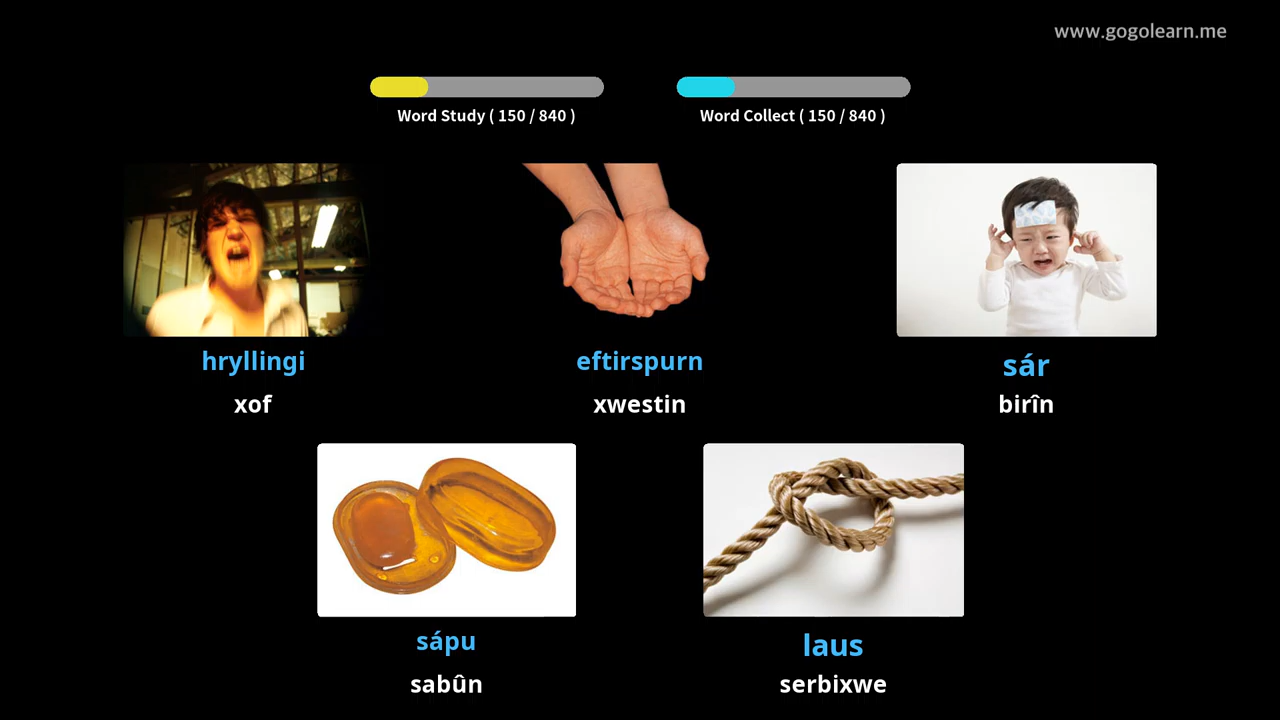 www.gogolearn.me
Word Study ( 150 / 840 )
Word Collect ( 150 / 840 )
hryllingi
xof
eftirspurn
xwestin
sár
birîn
sápu
sabûn
laus
serbixwe